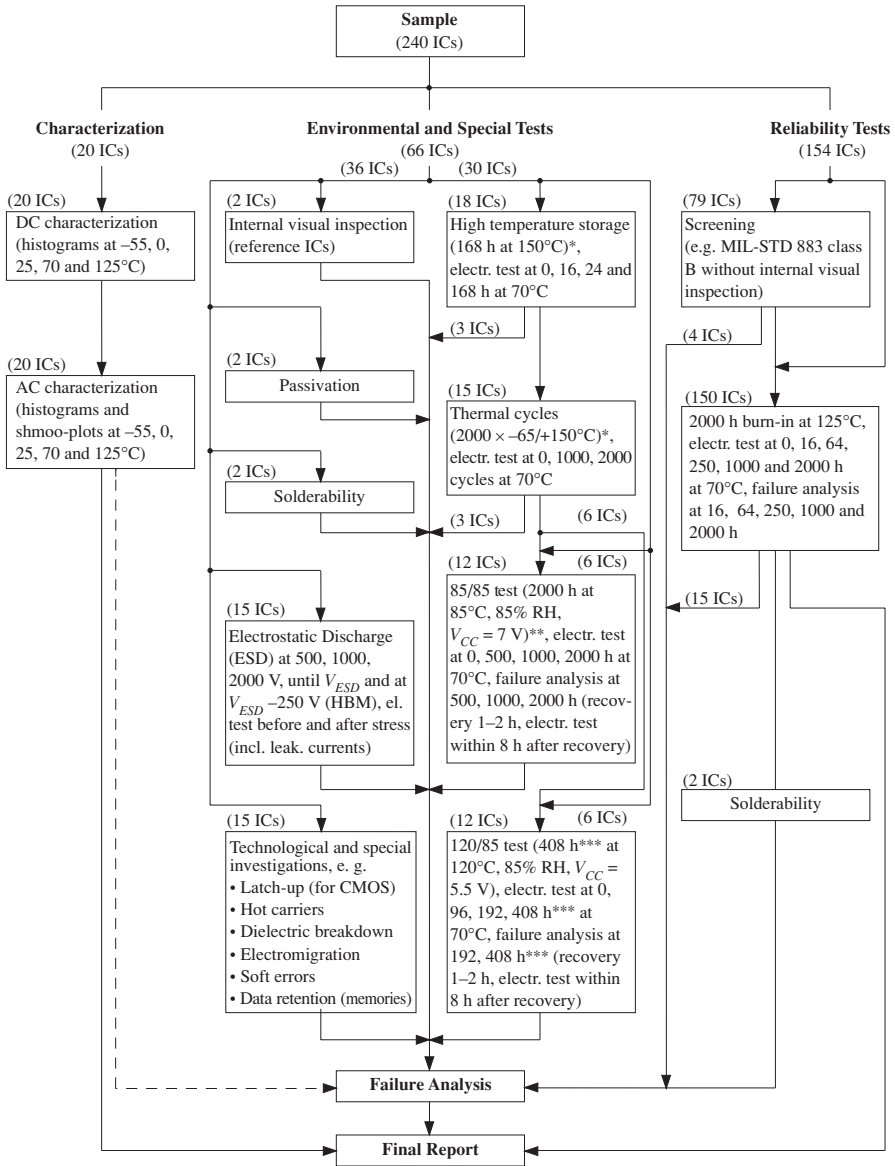 Sample
(240 ICs)
Characterization
(20 ICs)
Environmental and Special Tests
(66 ICs)
Reliability Tests
(154 ICs)
(36 ICs)
(30 ICs)
(20 ICs)
DC characterization
(histograms at –55, 0,
25, 70 and 125°C)
(20 ICs)
AC characterization
(histograms and
shmoo-plots at –55, 0,
25, 70 and 125°C)
(2 ICs)
Internal visual inspection
(reference ICs)
(2 ICs)
Passivation
(2 ICs)
Solderability
(15 ICs)
Electrostatic Discharge
(ESD) at 500, 1000,
2000 V, until V_ESD and at
V_ESD –250 V (HBM), el.
test before and after stress
(incl. leak. currents)
(15 ICs)
Technological and special
investigations, e. g.
• Latch-up (for CMOS)
• Hot carriers
• Dielectric breakdown
• Electromigration
• Soft errors
• Data retention (memories)
(18 ICs)
High temperature storage
(168 h at 150°C)*,
electr. test at 0, 16, 24 and
168 h at 70°C
(3 ICs)
(15 ICs)
Thermal cycles
(2000 × –65/+150°C)*,
electr. test at 0, 1000, 2000
cycles at 70°C
(3 ICs)
(6 ICs)
(12 ICs)
(6 ICs)
85/85 test (2000 h at
85°C, 85% RH,
V_CC = 7 V)**, electr. test
at 0, 500, 1000, 2000 h at
70°C, failure analysis at
500, 1000, 2000 h (recov-
ery 1–2 h, electr. test
within 8 h after recovery)
(12 ICs)
(6 ICs)
120/85 test (408 h*** at
120°C, 85% RH, V_CC =
5.5 V), electr. test at 0,
96, 192, 408 h*** at
70°C, failure analysis at
192, 408 h*** (recovery
1–2 h, electr. test within
8 h after recovery)
(79 ICs)
Screening
(e.g. MIL-STD 883 class
B without internal visual
inspection)
(4 ICs)
(150 ICs)
2000 h burn-in at 125°C,
electr. test at 0, 16, 64,
250, 1000 and 2000 h
at 70°C, failure analysis
at 16, 64, 250, 1000 and
2000 h
(15 ICs)
(2 ICs)
Solderability
Failure Analysis
Final Report